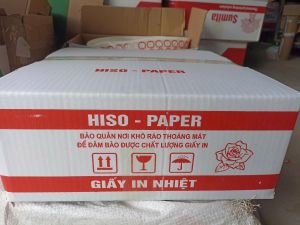 Sumita
HISO - PAPER
HISO - PAPER
BẢO QUẢN NƠI KHÔ RÁO THOÁNG MÁT
ĐỂ ĐẢM BẢO ĐƯỢC CHẤT LƯỢNG GIẤY IN
GIẤY IN NHIỆT